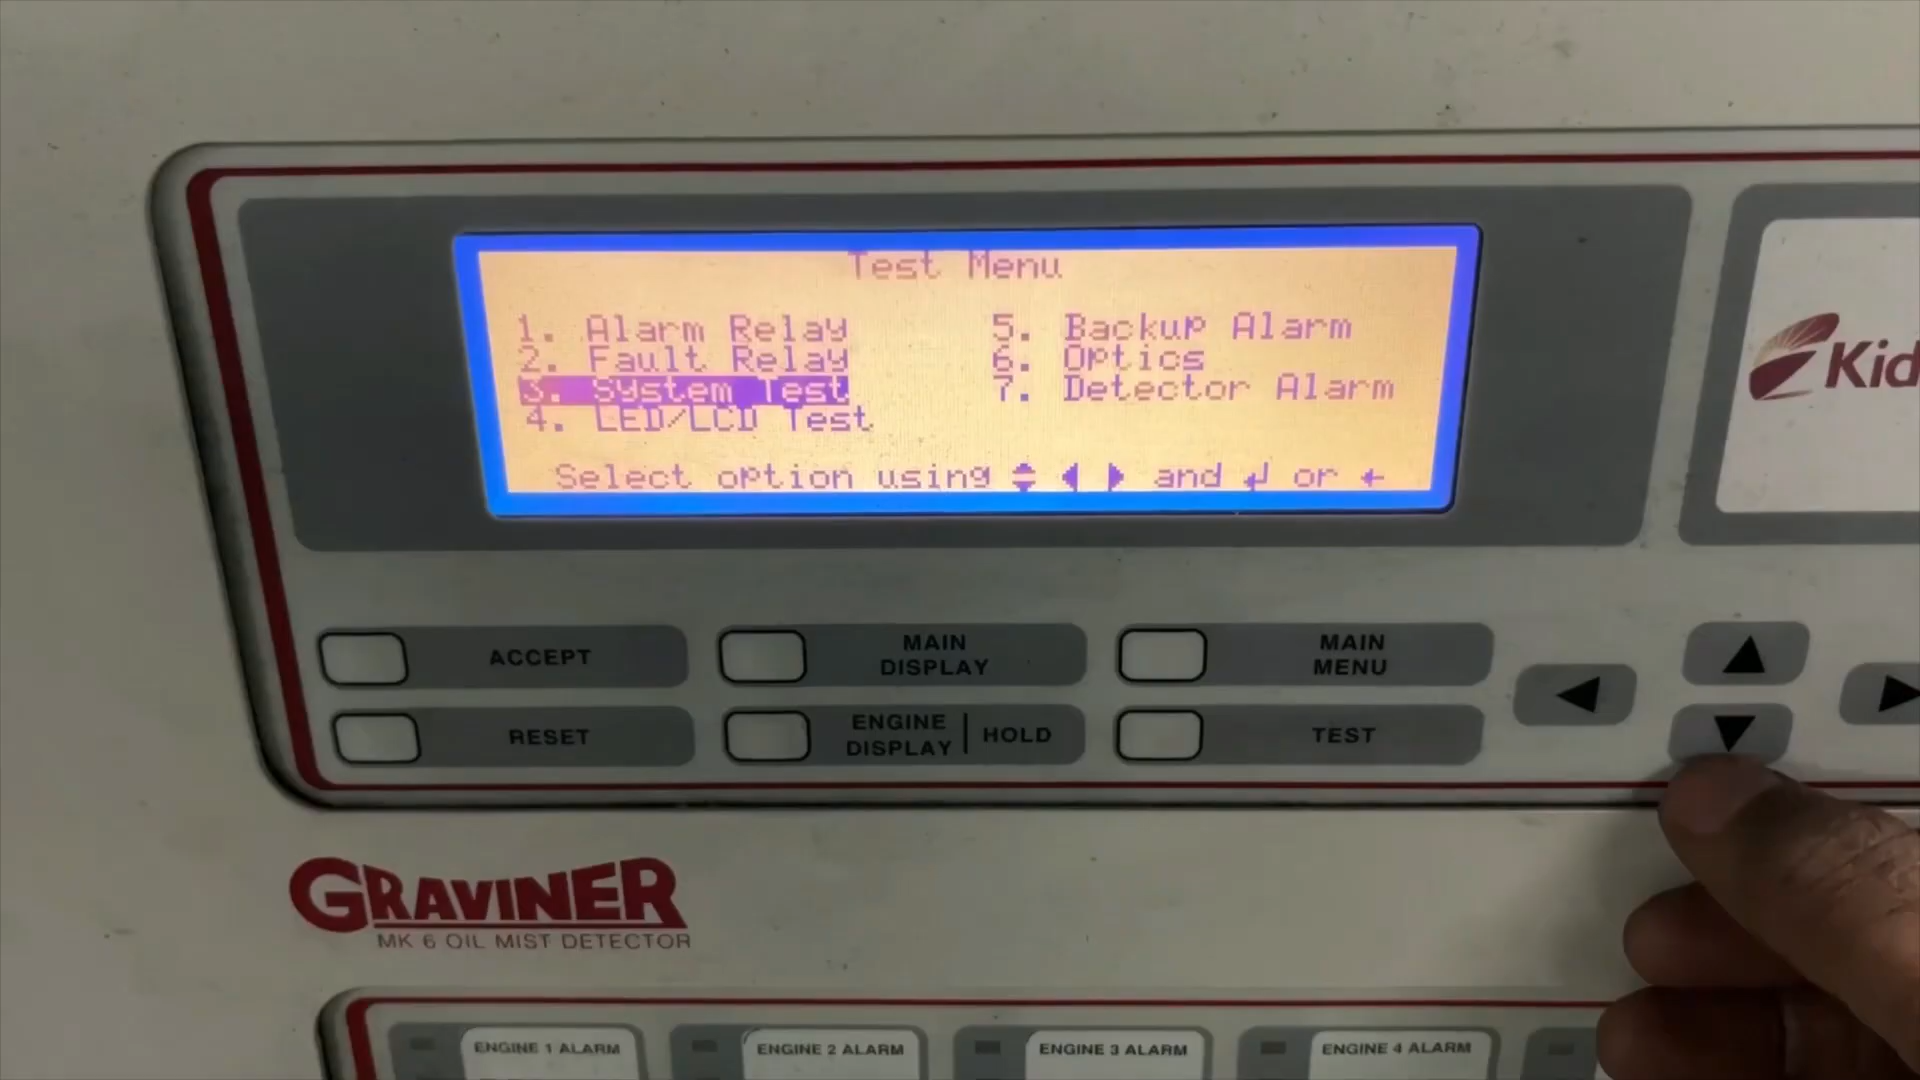 Test Menu
1. Alarm Relay
2. Fault Relay
3. System Test
4. LED/LCD Test
5. Backup Alarm
6. Optics
7. Detector Alarm
Select option using ▲▼ ◀ ▶ and ↲ or ←
Kid
ACCEPT
MAIN
DISPLAY
MAIN
MENU
RESET
ENGINE
DISPLAY | HOLD
TEST
GRAVINER
MK 6 OIL MIST DETECTOR
ENGINE 1 ALARM
ENGINE 2 ALARM
ENGINE 3 ALARM
ENGINE 4 ALARM